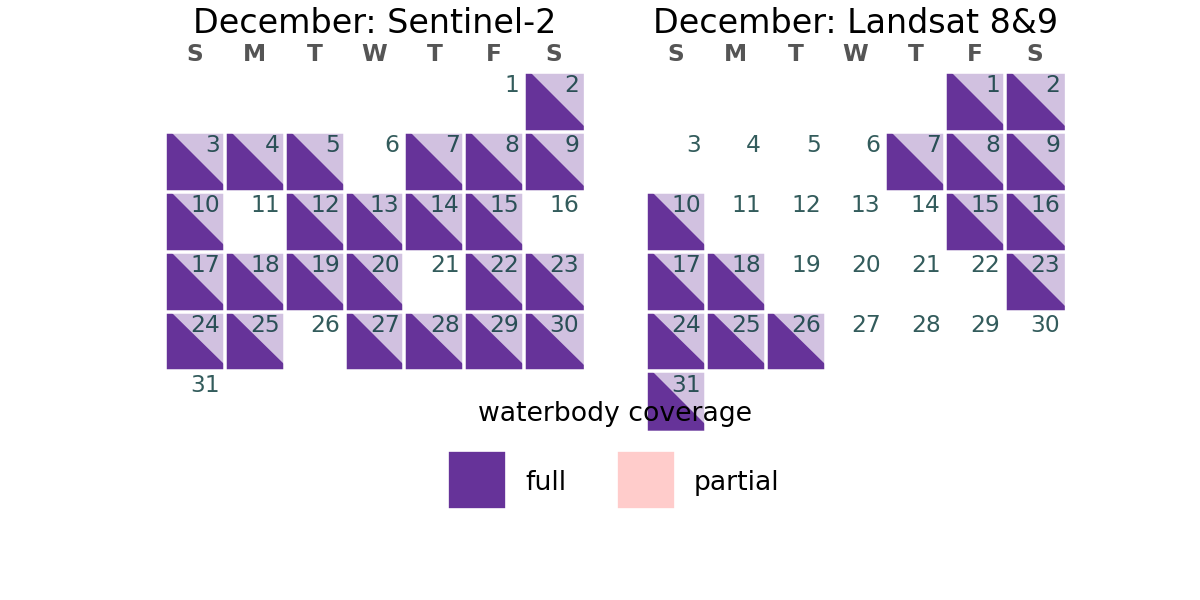 December: Sentinel-2
S M T W T F S
1 2
3 4 5 6 7 8 9
10 11 12 13 14 15 16
17 18 19 20 21 22 23
24 25 26 27 28 29 30
31
December: Landsat 8&9
S M T W T F S
1 2
3 4 5 6 7 8 9
10 11 12 13 14 15 16
17 18 19 20 21 22 23
24 25 26 27 28 29 30
31
waterbody coverage
full
partial